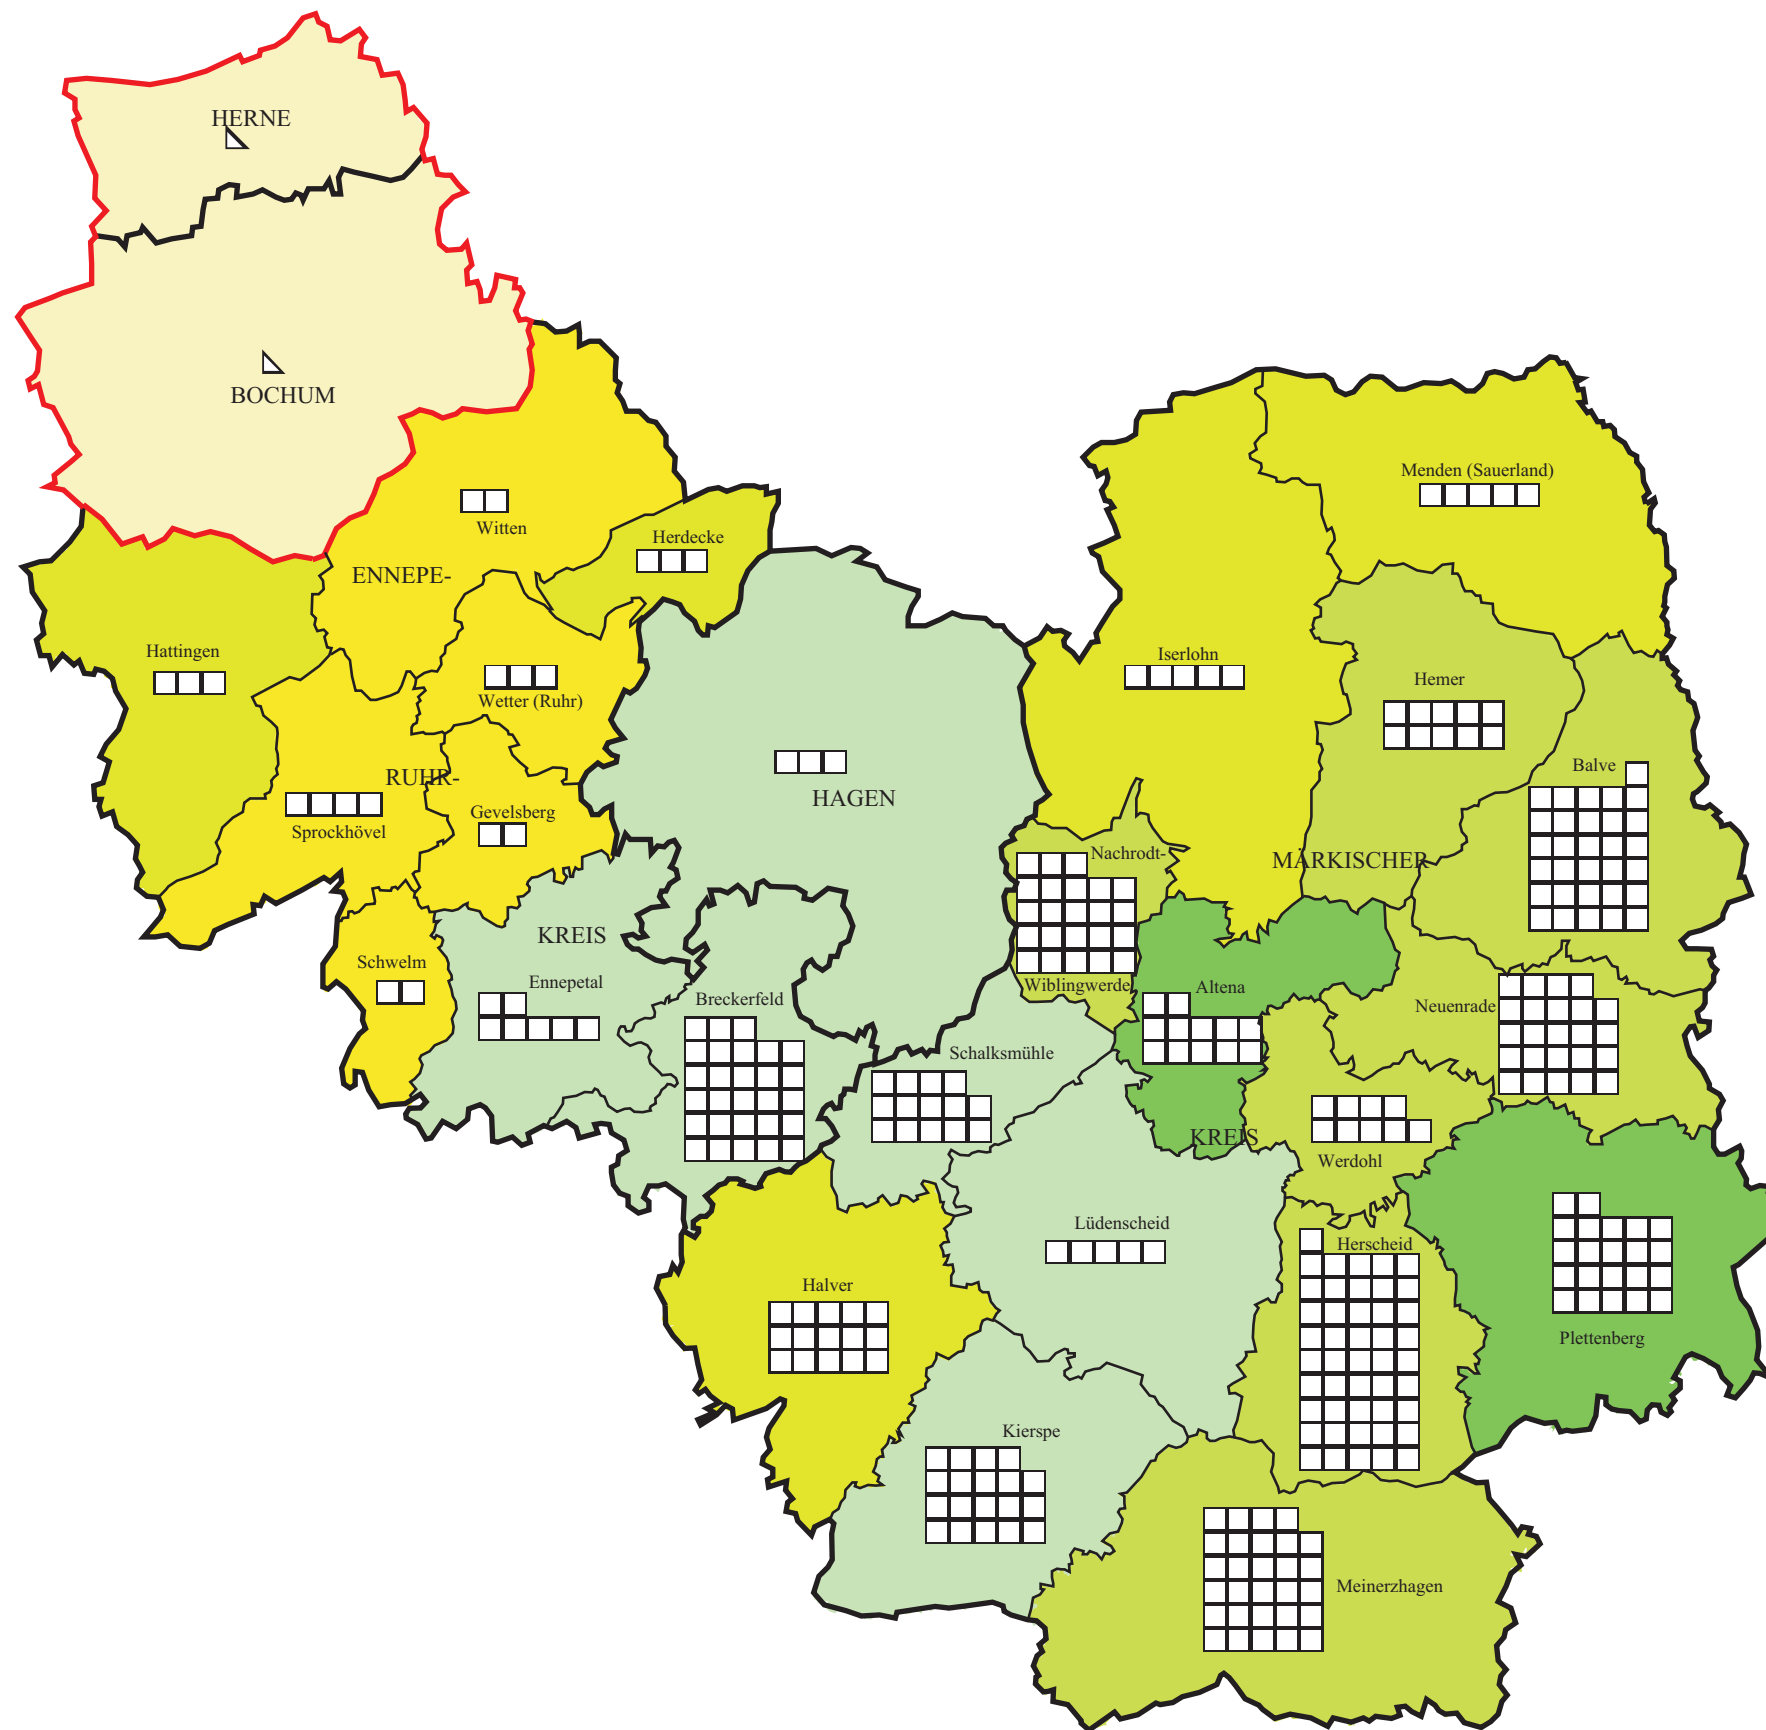 HERNE
BOCHUM
Menden (Sauerland)
Witten
Herdecke
ENNEPE-
Hattingen
Iserlohn
Hemer
Wetter (Ruhr)
Balve
RUHR-
HAGEN
Gevelsberg
Sprockhövel
Nachrodt-
MÄRKISCHER
KREIS
Schwelm
Ennepetal
Wiblingwerde
Altena
Breckerfeld
Neuenrade
Schalksmühle
KREIS
Werdohl
Lüdenscheid
Herscheid
Halver
Plettenberg
Kierspe
Meinerzhagen